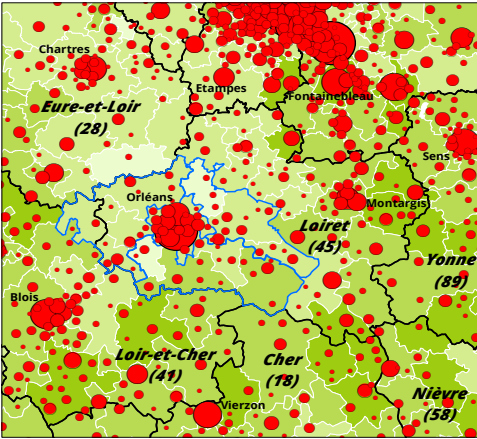 Chartres
Etampes
Fontainebleau
Eure-et-Loir
(28)
Sens
Orléans
Montargis
Loiret
(45)
Yonne
(89)
Blois
Loir-et-Cher
(41)
Cher
(18)
Nièvre
(58)
Vierzon